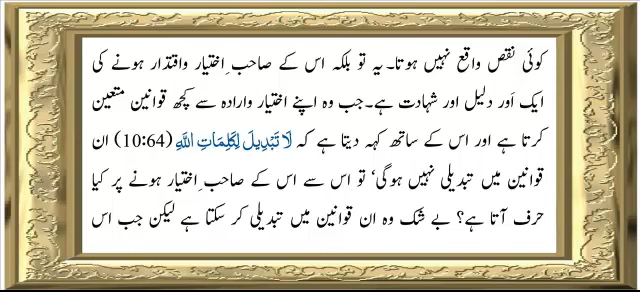 کوئی نقص واقع نہیں ہوتا۔ یہ تو بلکہ اس کے صاحبِ اختیار واقتدار ہونے کی
ایک اَور دلیل اور شہادت ہے۔ جب وہ اپنے اختیار وارادہ سے کچھ قوانین متعین
کرتا ہے اور اس کے ساتھ کہہ دیتا ہے کہ لَا تَبْدِيلَ لِكَلِمَاتِ اللَّهِ (10:64) ان
قوانین میں تبدیلی نہیں ہوگی‘ تو اس سے اس کے صاحبِ اختیار ہونے پر کیا
حرف آتا ہے؟ بے شک وہ ان قوانین میں تبدیلی کر سکتا ہے لیکن جب اس